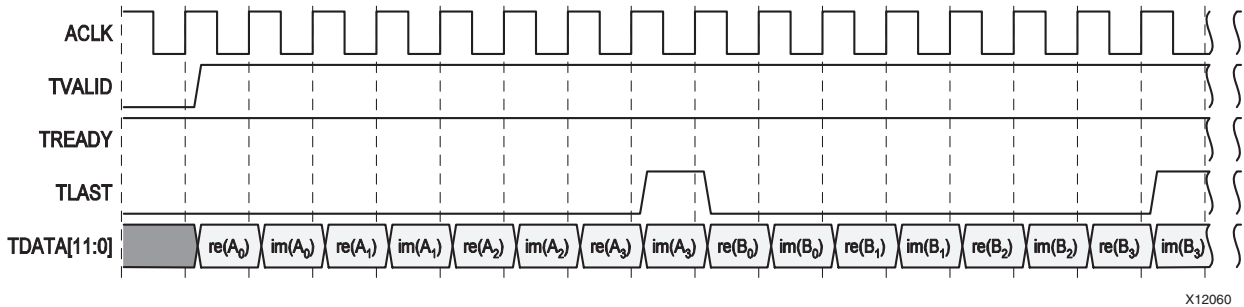 ACLK
TVALID
TREADY
TLAST
TDATA[11:0] re(A₀) im(A₀) re(A₁) im(A₁) re(A₂) im(A₂) re(A₃) im(A₃) re(B₀) im(B₀) re(B₁) im(B₁) re(B₂) im(B₂) re(B₃) im(B₃)
X12060